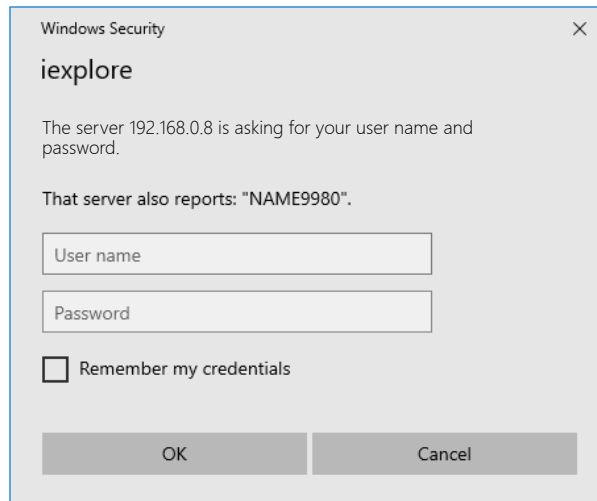 Windows Security
iexplore
The server 192.168.0.8 is asking for your user name and
password.
That server also reports: "NAME9980".
User name
Password
Remember my credentials
OK
Cancel